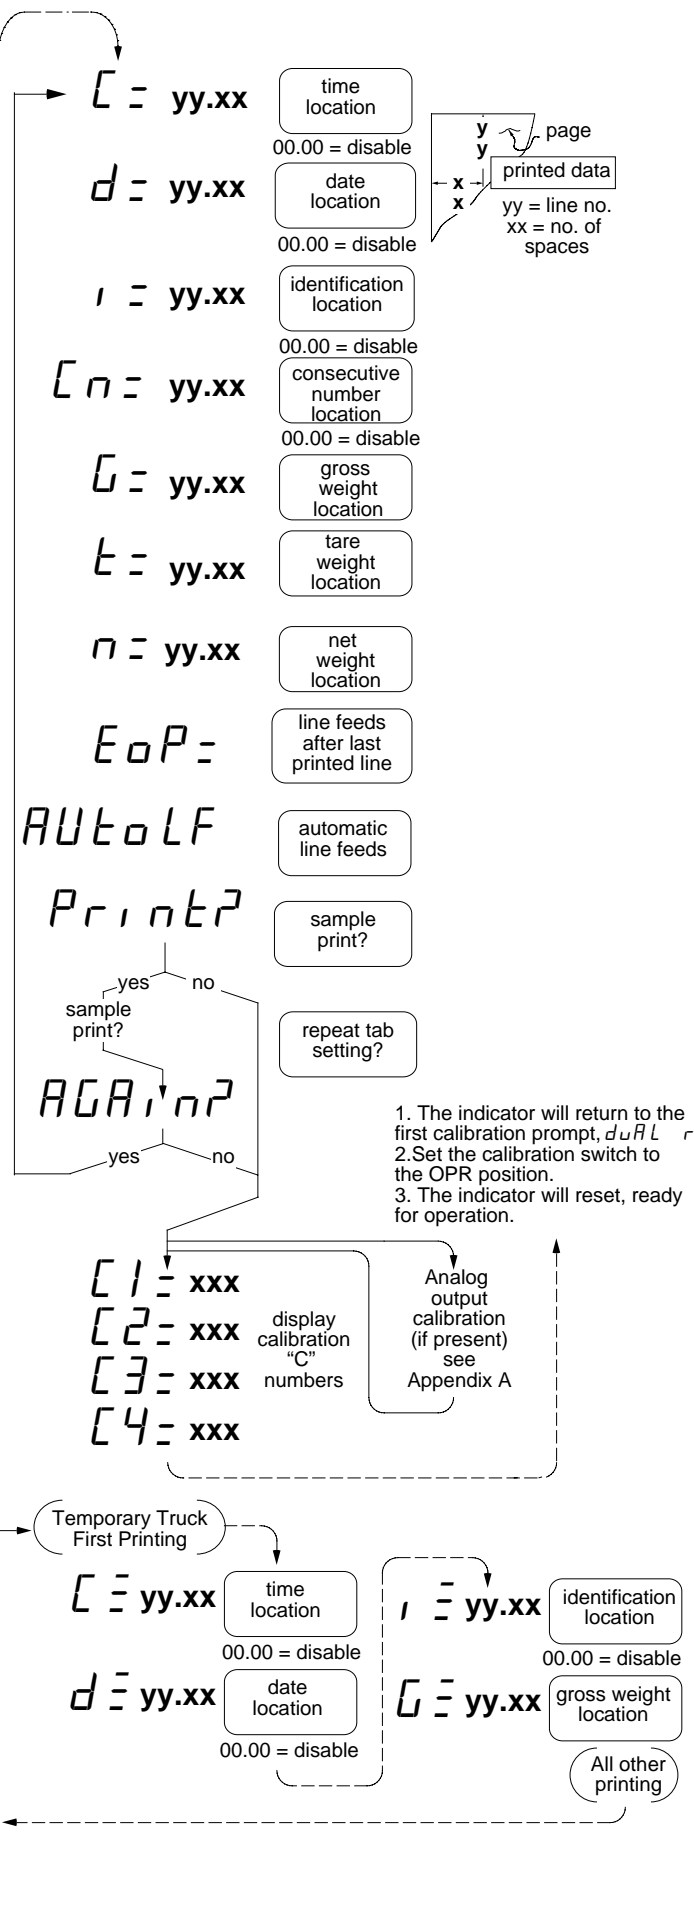 C = yy.xx
time
location
00.00 = disable
y
y
page
printed data
x
x
yy = line no.
xx = no. of
spaces
d = yy.xx
date
location
00.00 = disable
i = yy.xx
identification
location
00.00 = disable
Cn = yy.xx
consecutive
number
location
00.00 = disable
G = yy.xx
gross
weight
location
t = yy.xx
tare
weight
location
n = yy.xx
net
weight
location
EoP =
line feeds
after last
printed line
AUtoLF
automatic
line feeds
Print?
sample
print?
yes
no
sample
print?
repeat tab
setting?
AGAin?
yes
no
1. The indicator will return to the
first calibration prompt, duAL r
2.Set the calibration switch to
the OPR position.
3. The indicator will reset, ready
for operation.
C1 = xxx
C2 = xxx
C3 = xxx
C4 = xxx
display
calibration
“C”
numbers
Analog
output
calibration
(if present)
see
Appendix A
Temporary Truck
First Printing
C ≡ yy.xx
time
location
00.00 = disable
d ≡ yy.xx
date
location
00.00 = disable
i ≡ yy.xx
identification
location
00.00 = disable
G ≡ yy.xx
gross weight
location
All other
printing